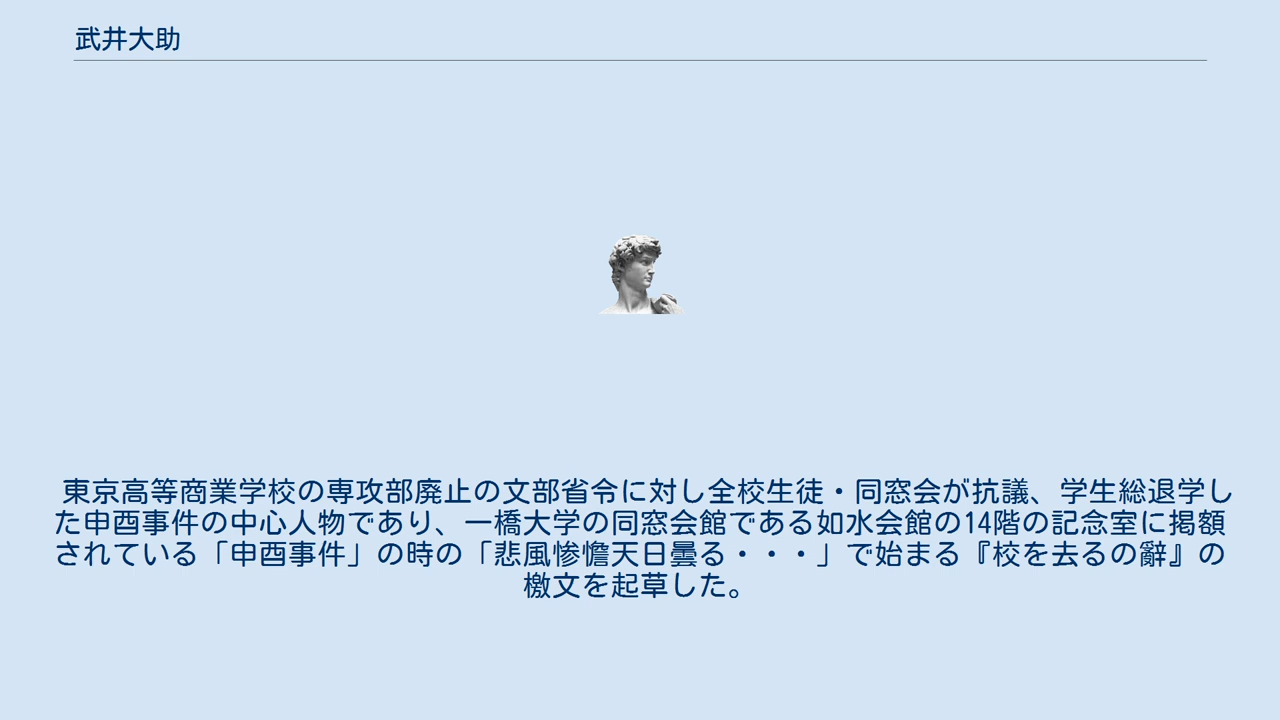 武井大助
東京高等商業学校の専攻部廃止の文部省令に対し全校生徒・同窓会が抗議、学生総退学し
た申酉事件の中心人物であり、一橋大学の同窓会館である如水会館の14階の記念室に掲額
されている「申酉事件」の時の「悲風惨憺天日曇る・・・」で始まる『校を去るの辭』の
檄文を起草した。